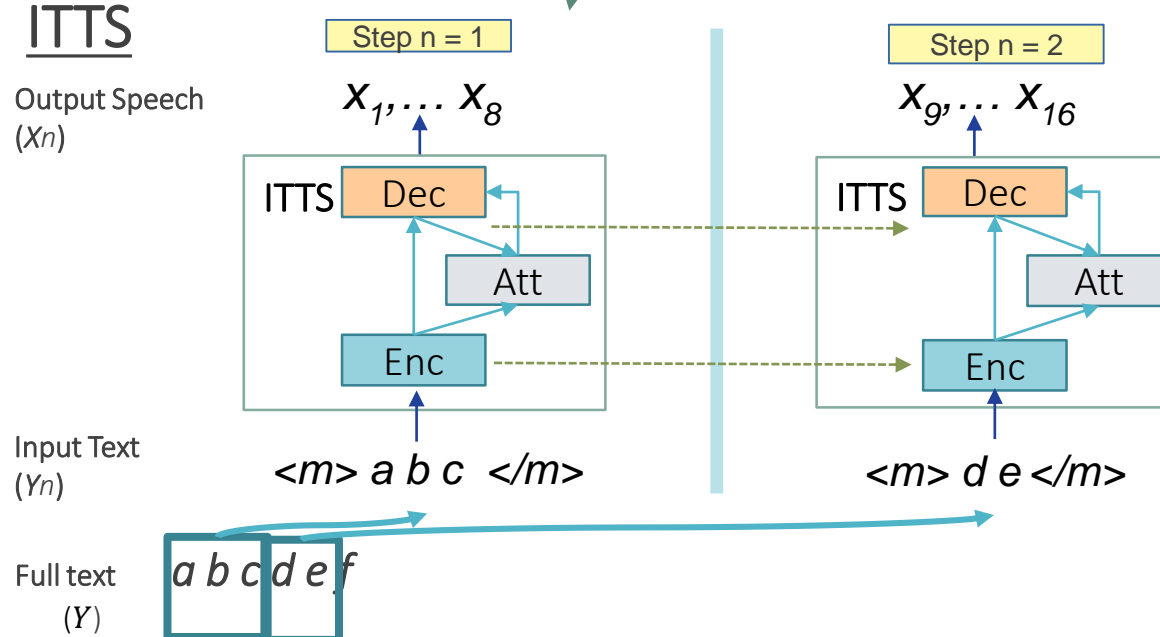 ITTS
Step n = 1
Step n = 2
Output Speech
(Xn)
x1,… x8
x9,… x16
ITTS
Dec
Att
Enc
ITTS
Dec
Att
Enc
Input Text
(Yn)
<m> a b c </m>
<m> d e </m>
Full text
(Y)
a b c d e f